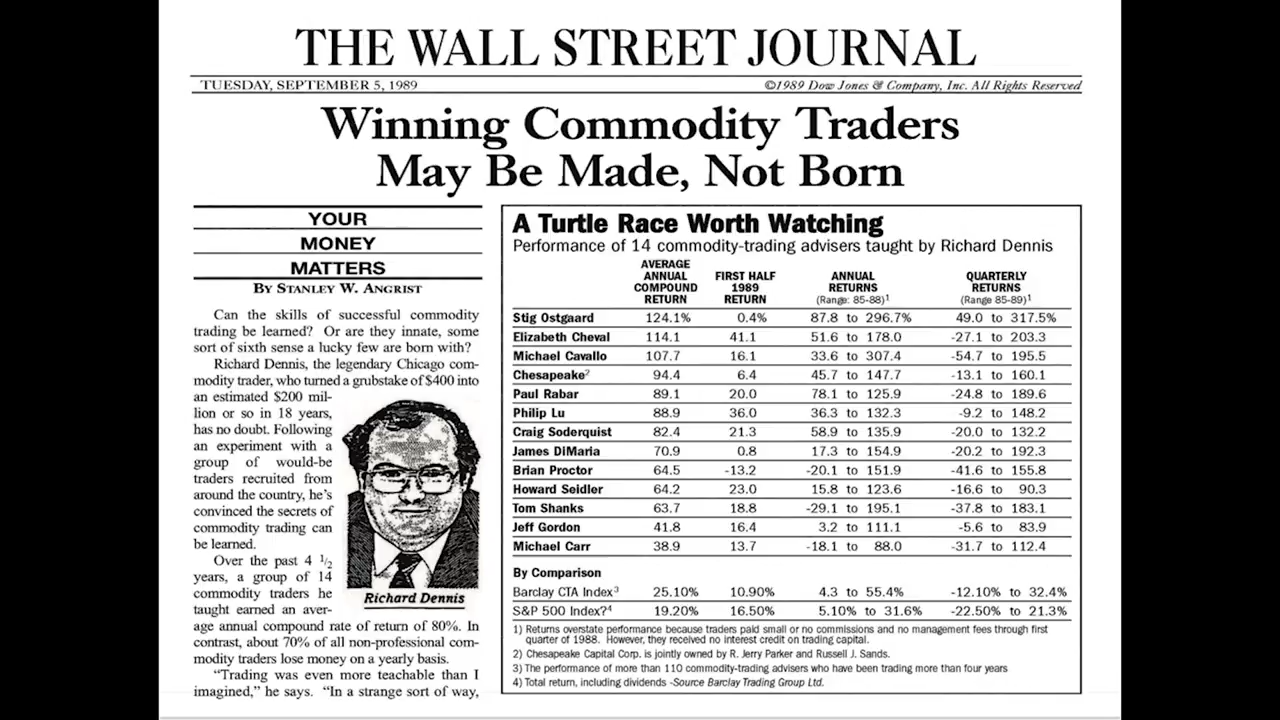 THE WALL STREET JOURNAL
TUESDAY, SEPTEMBER 5, 1989
©1989 Dow Jones & Company, Inc. All Rights Reserved
Winning Commodity Traders
May Be Made, Not Born
YOUR
MONEY
MATTERS
BY STANLEY W. ANGRIST
Can the skills of successful commodity
trading be learned? Or are they innate, some
sort of sixth sense a lucky few are born with?
Richard Dennis, the legendary Chicago com-
modity trader, who turned a grubstake of $400 into
an estimated $200 mil-
lion or so in 18 years,
has no doubt. Following
an experiment with a
group of would-be
traders recruited from
around the country, he's
convinced the secrets of
commodity trading can
be learned.
Over the past 4 1/2
years, a group of 14
commodity traders he
taught earned an aver-
age annual compound rate of return of 80%. In
contrast, about 70% of all non-professional com-
modity traders lose money on a yearly basis.
"Trading was even more teachable than I
imagined," he says. "In a strange sort of way,
Richard Dennis
A Turtle Race Worth Watching
Performance of 14 commodity-trading advisers taught by Richard Dennis
AVERAGE
ANNUAL
COMPOUND
RETURN
FIRST HALF
1989
RETURN
ANNUAL
RETURNS
(Range: 85-88)1
QUARTERLY
RETURNS
(Range 85-89)1
Stig Ostgaard 124.1% 0.4% 87.8 to 296.7% 49.0 to 317.5%
Elizabeth Cheval 114.1 41.1 51.6 to 178.0 -27.1 to 203.3
Michael Cavallo 107.7 16.1 33.6 to 307.4 -54.7 to 195.5
Chesapeake2 94.4 6.4 45.7 to 147.7 -13.1 to 160.1
Paul Rabar 89.1 20.0 78.1 to 125.9 -24.8 to 189.6
Philip Lu 88.9 36.0 36.3 to 132.3 -9.2 to 148.2
Craig Soderquist 82.4 21.3 58.9 to 135.9 -20.0 to 132.2
James DiMaria 70.9 0.8 17.3 to 154.9 -20.2 to 192.3
Brian Proctor 64.5 -13.2 -20.1 to 151.9 -41.6 to 155.8
Howard Seidler 64.2 23.0 15.8 to 123.6 -16.6 to 90.3
Tom Shanks 63.7 18.8 -29.1 to 195.1 -37.8 to 183.1
Jeff Gordon 41.8 16.4 3.2 to 111.1 -5.6 to 83.9
Michael Carr 38.9 13.7 -18.1 to 88.0 -31.7 to 112.4
By Comparison
Barclay CTA Index3 25.10% 10.90% 4.3 to 55.4% -12.10% to 32.4%
S&P 500 Index?4 19.20% 16.50% 5.10% to 31.6% -22.50% to 21.3%
1) Returns overstate performance because traders paid small or no commissions and no management fees through first
quarter of 1988. However, they received no interest credit on trading capital.
2) Chesapeake Capital Corp. is jointly owned by R. Jerry Parker and Russell J. Sands.
3) The performance of more than 110 commodity-trading advisers who have been trading more than four years
4) Total return, including dividends -Source Barclay Trading Group Ltd.